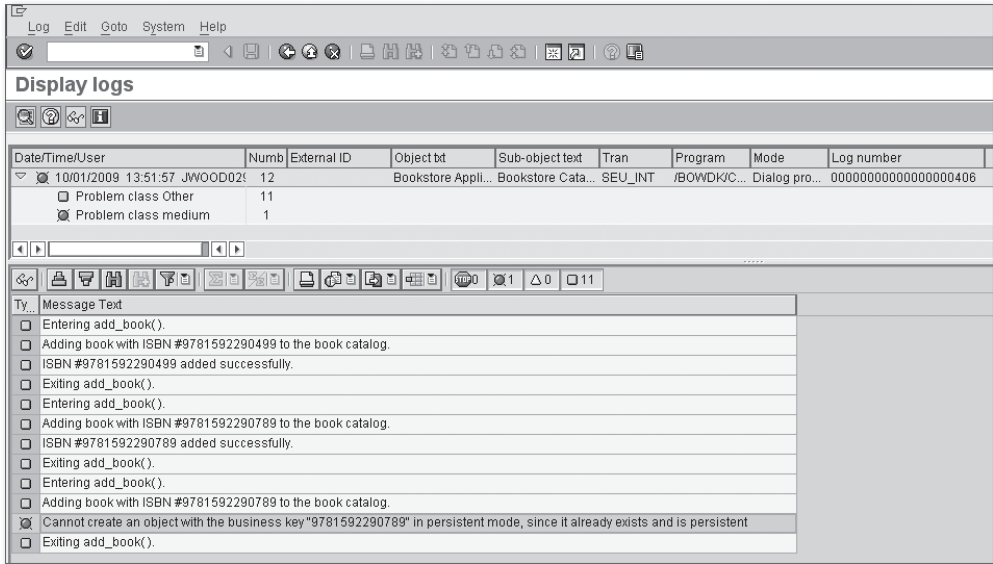 Log Edit Goto System Help
Display logs
Date/Time/User Numb External ID Object txt Sub-object text Tran Program Mode Log number
10/01/2009 13:51:57 JWOOD029 12 Bookstore Appli... Bookstore Cata... SEU_INT /BOWDK/C... Dialog pro... 00000000000000000406
Problem class Other 11
Problem class medium 1
0 1 0 11
Ty... Message Text
Entering add_book().
Adding book with ISBN #9781592290499 to the book catalog.
ISBN #9781592290499 added successfully.
Exiting add_book().
Entering add_book().
Adding book with ISBN #9781592290789 to the book catalog.
ISBN #9781592290789 added successfully.
Exiting add_book().
Entering add_book().
Adding book with ISBN #9781592290789 to the book catalog.
Cannot create an object with the business key "9781592290789" in persistent mode, since it already exists and is persistent
Exiting add_book().